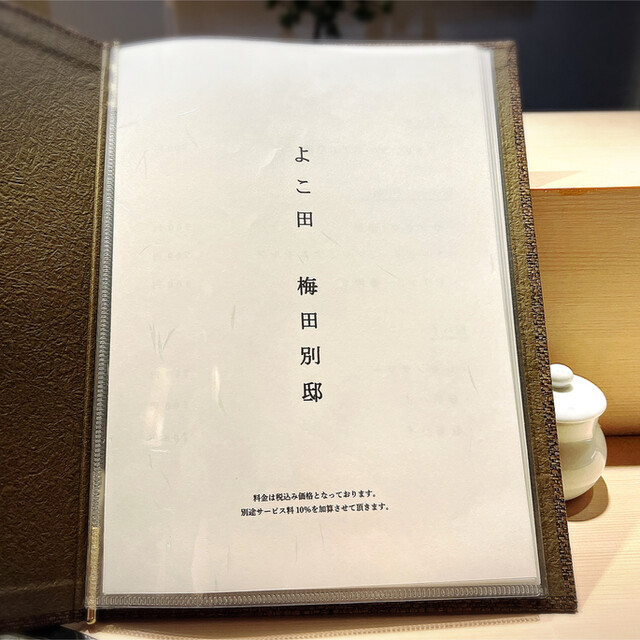 よこ田 梅田別邸
料金は税込み価格となっております。
別途サービス料10%を加算させて頂きます。